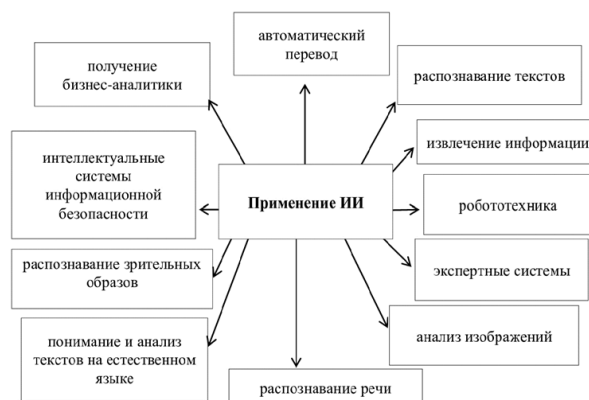 автоматический
перевод
получение
бизнес-аналитики
распознавание текстов
извлечение информации
интеллектуальные
системы
информационной
безопасности
Применение ИИ
робототехника
распознавание зрительных
образов
экспертные системы
понимание и анализ
текстов на естественном
языке
анализ изображений
распознавание речи